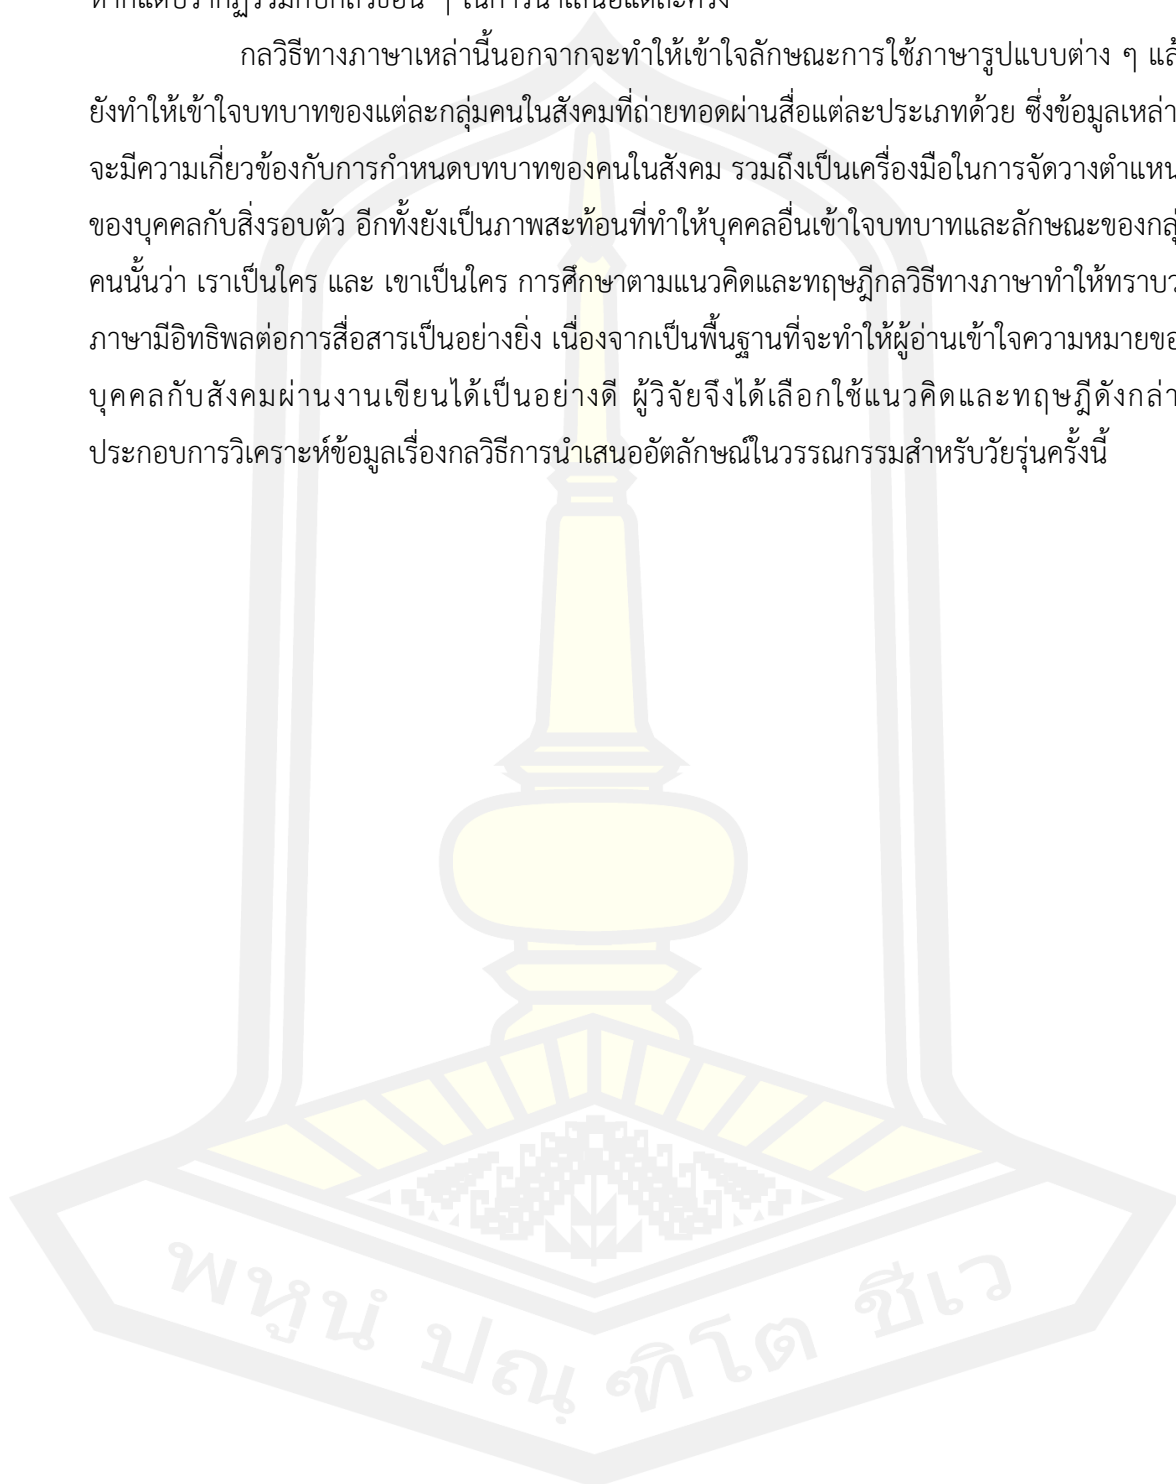 ในการนำเสนอแต่ละครั้ง
กลวิธีทางภาษาเหล่านี้นอกจากจะทำให้เข้าใจลักษณะการใช้ภาษารูปแบบต่าง ๆ
ยังทำให้เข้าใจบทบาทของแต่ละกลุ่มคนในสังคมที่ถ่ายทอดผ่านสื่อแต่ละประเภทด้วย ซึ่งข้อมูลเหล่า
จะมีความเกี่ยวข้องกับการกำหนดบทบาทของคนในสังคม รวมถึงเป็นเครื่องมือในการจัดวางตำแหน
ของบุคคลกับสิ่งรอบตัว อีกทั้งยังเป็นภาพสะท้อนที่ทำให้บุคคลอื่นเข้าใจบทบาทและลักษณะของกลุ
คนนั้นว่า เราเป็นใคร และ เขาเป็นใคร การศึกษาตามแนวคิดและทฤษฎีกลวิธีทางภาษาทำให้ทราบว
ภาษามีอิทธิพลต่อการสื่อสารเป็นอย่างยิ่ง เนื่องจากเป็นพื้นฐานที่จะทำให้ผู้อ่านเข้าใจความหมายขอ
บุคคลกับสังคมผ่านงานเขียนได้เป็นอย่างดี ผู้วิจัยจึงได้เลือกใช้แนวคิดและทฤษฎีดังกล่า
ประกอบการวิเคราะห์ข้อมูลเรื่องกลวิธีการนำเสนออัตลักษณ์ในวรรณกรรมสำหรับวัยรุ่นครั้งนี้
พหูนํ ปณฺฑิโต ชีเว